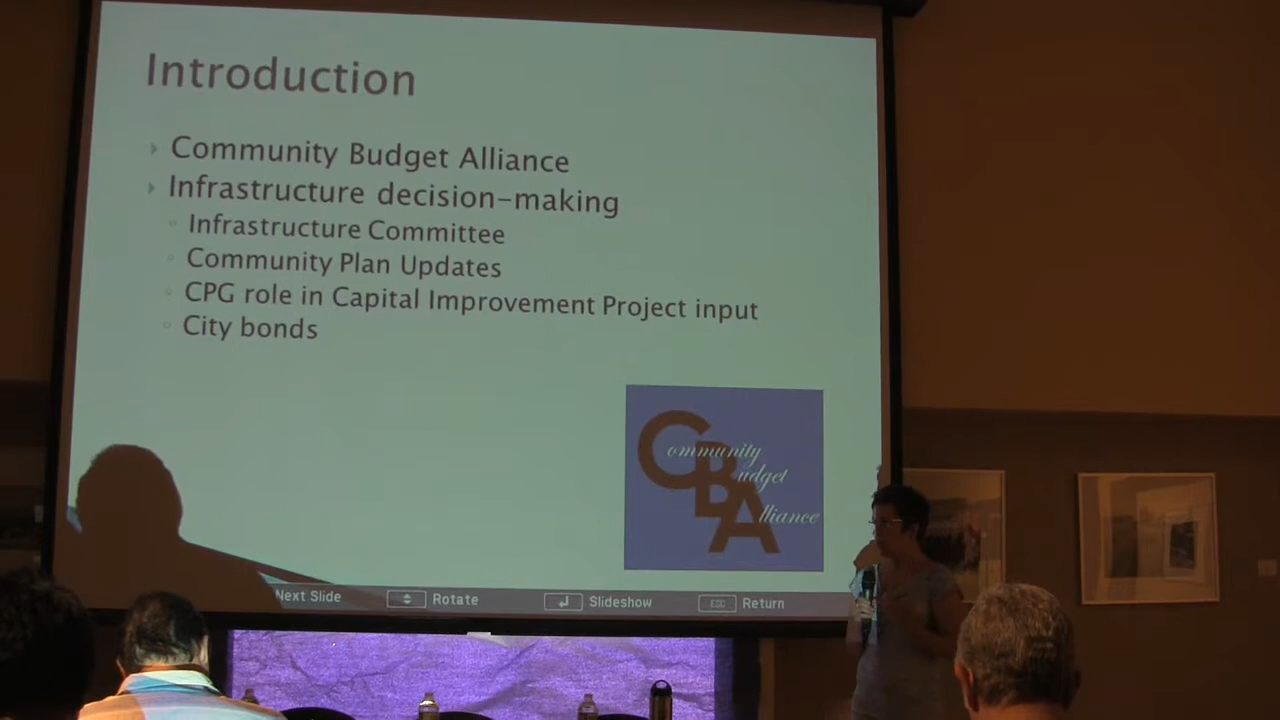 Introduction
Community Budget Alliance
Infrastructure decision-making
Infrastructure Committee
Community Plan Updates
CPG role in Capital Improvement Project input
City bonds
Community
Budget
Alliance
Next Slide Rotate Slideshow ESC Return